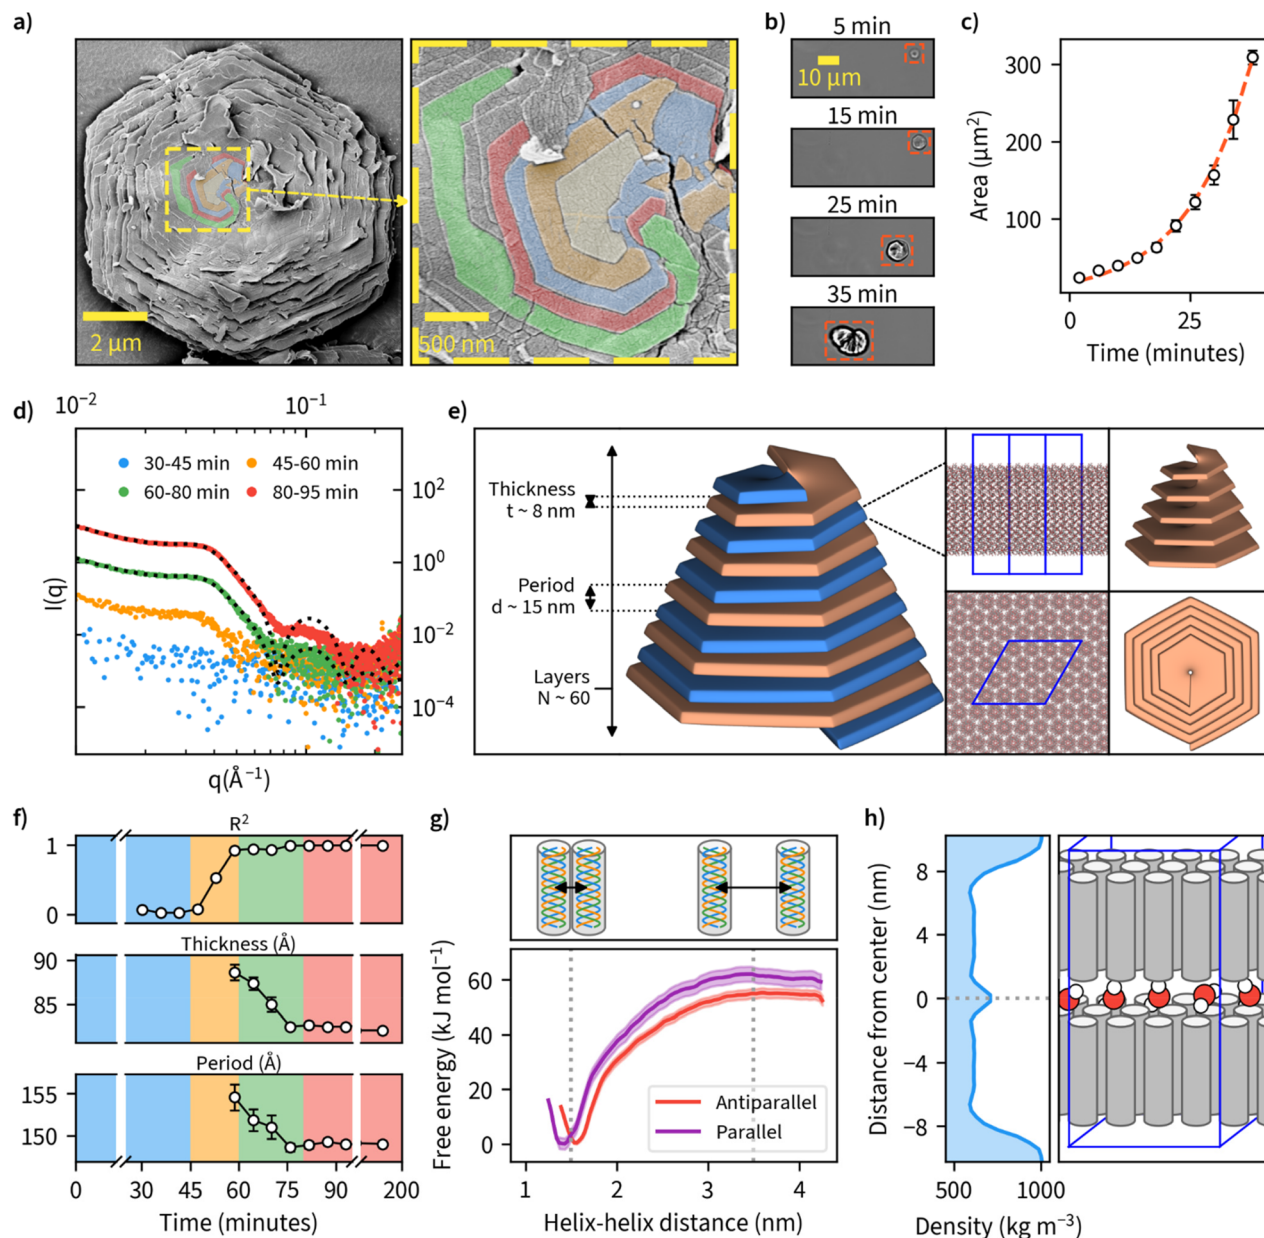 a)
2 μm
500 nm
b)
5 min
10 μm
15 min
25 min
35 min
c)
300
200
100
Area (μm²)
0 25
Time (minutes)
d)
10⁻² 10⁻¹
30-45 min 45-60 min
60-80 min 80-95 min
I(q)
10²
10⁰
10⁻²
10⁻⁴
q(Å⁻¹)
e)
Thickness
t ~ 8 nm
Period
d ~ 15 nm
Layers
N ~ 60
f)
R²
1
0
Thickness (Å)
90
85
Period (Å)
155
150
0 30 45 60 75 90 200
Time (minutes)
g)
Free energy (kJ mol⁻¹)
60
40
20
0
Antiparallel
Parallel
1 2 3 4
Helix-helix distance (nm)
h)
Distance from center (nm)
8
4
0
−4
−8
500 1000
Density (kg m⁻³)